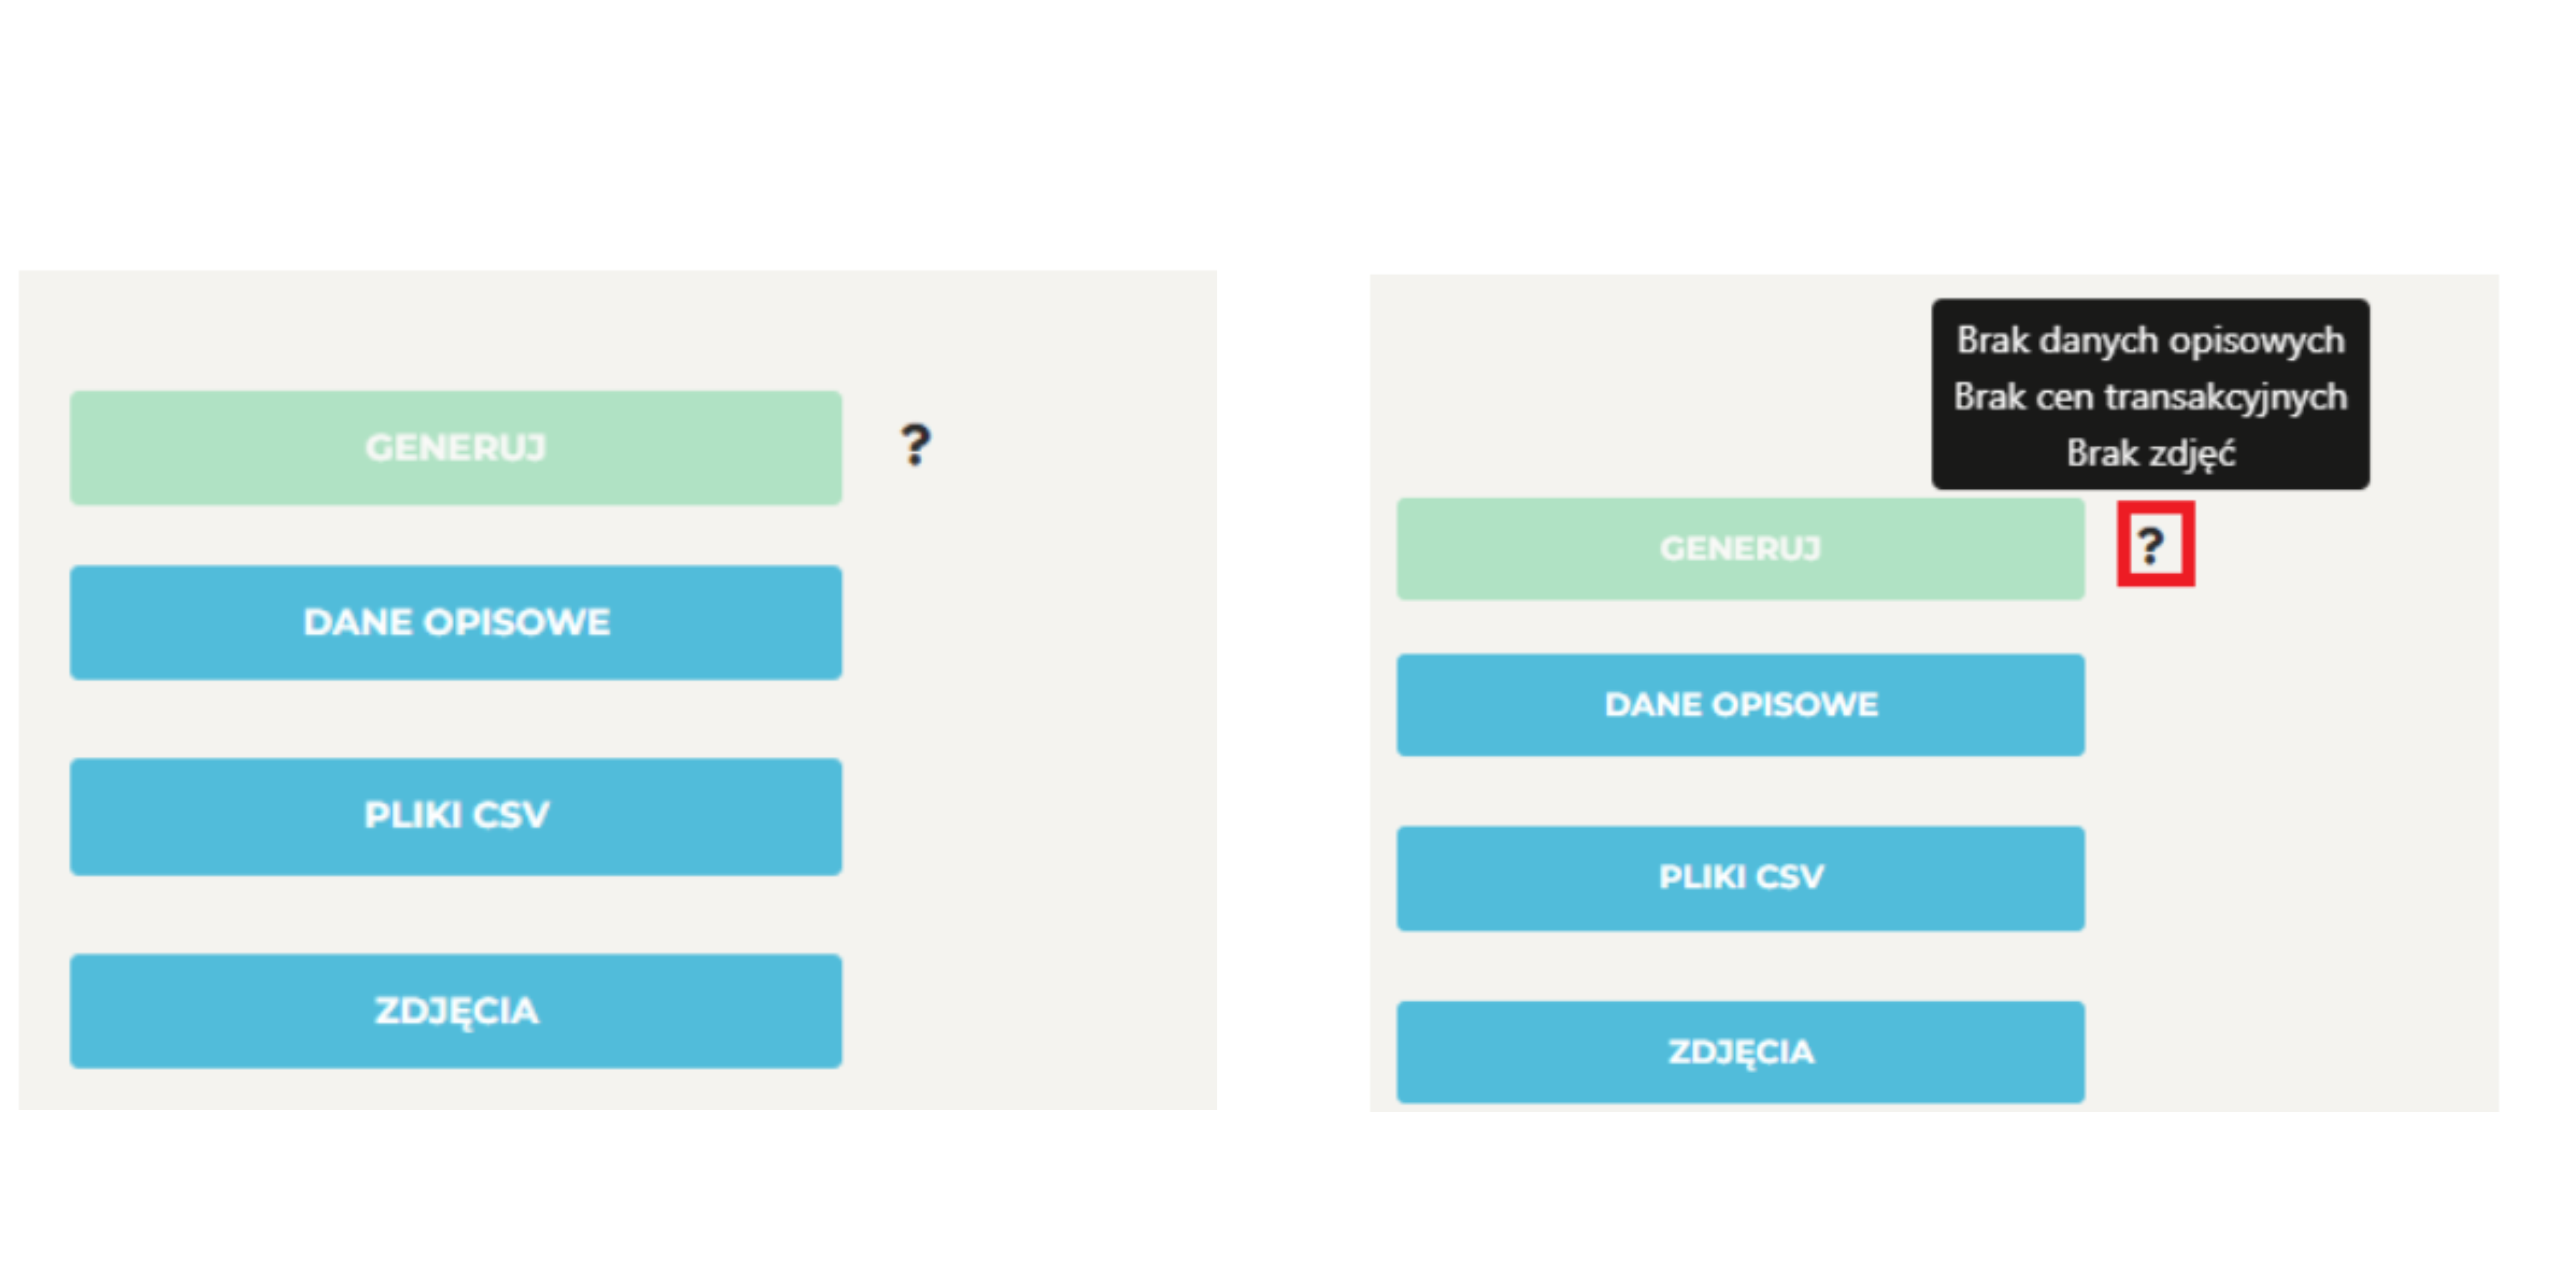 GENERUJ
?
DANE OPISOWE
PLIKI CSV
ZDJĘCIA
Brak danych opisowych
Brak cen transakcyjnych
Brak zdjęć
GENERUJ
?
DANE OPISOWE
PLIKI CSV
ZDJĘCIA